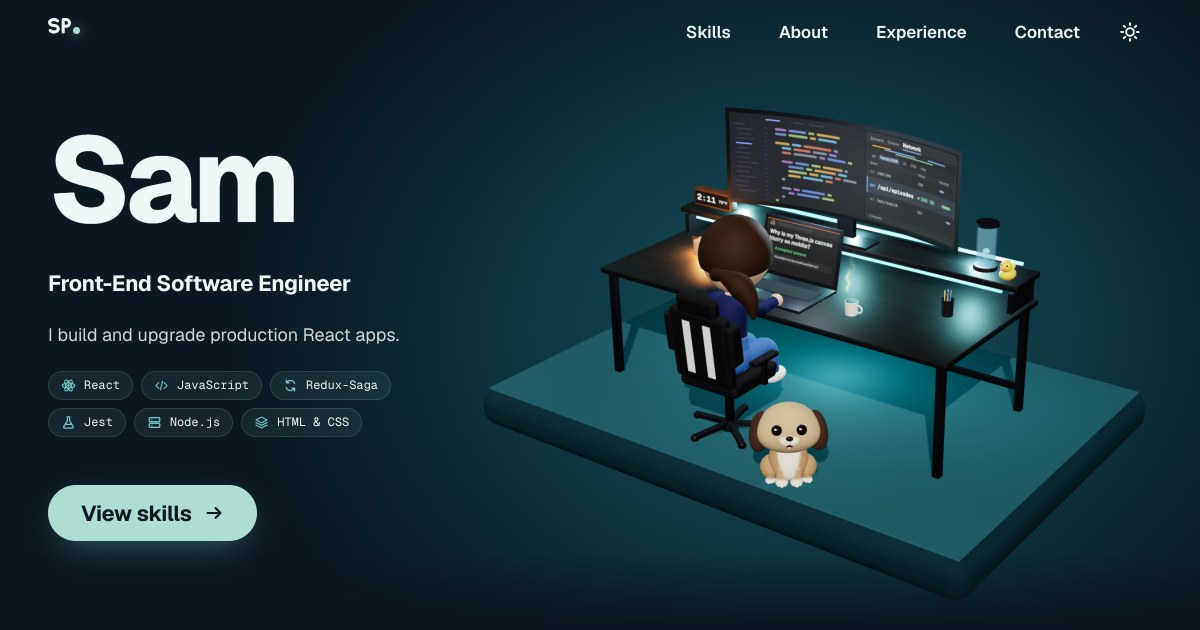 SP.
Skills About Experience Contact
Sam
Front-End Software Engineer
I build and upgrade production React apps.
React JavaScript Redux-Saga
Jest Node.js HTML & CSS
View skills →
Network
/api/episodes
2:11
Why is my Three.js canvas
blurry on mobile?